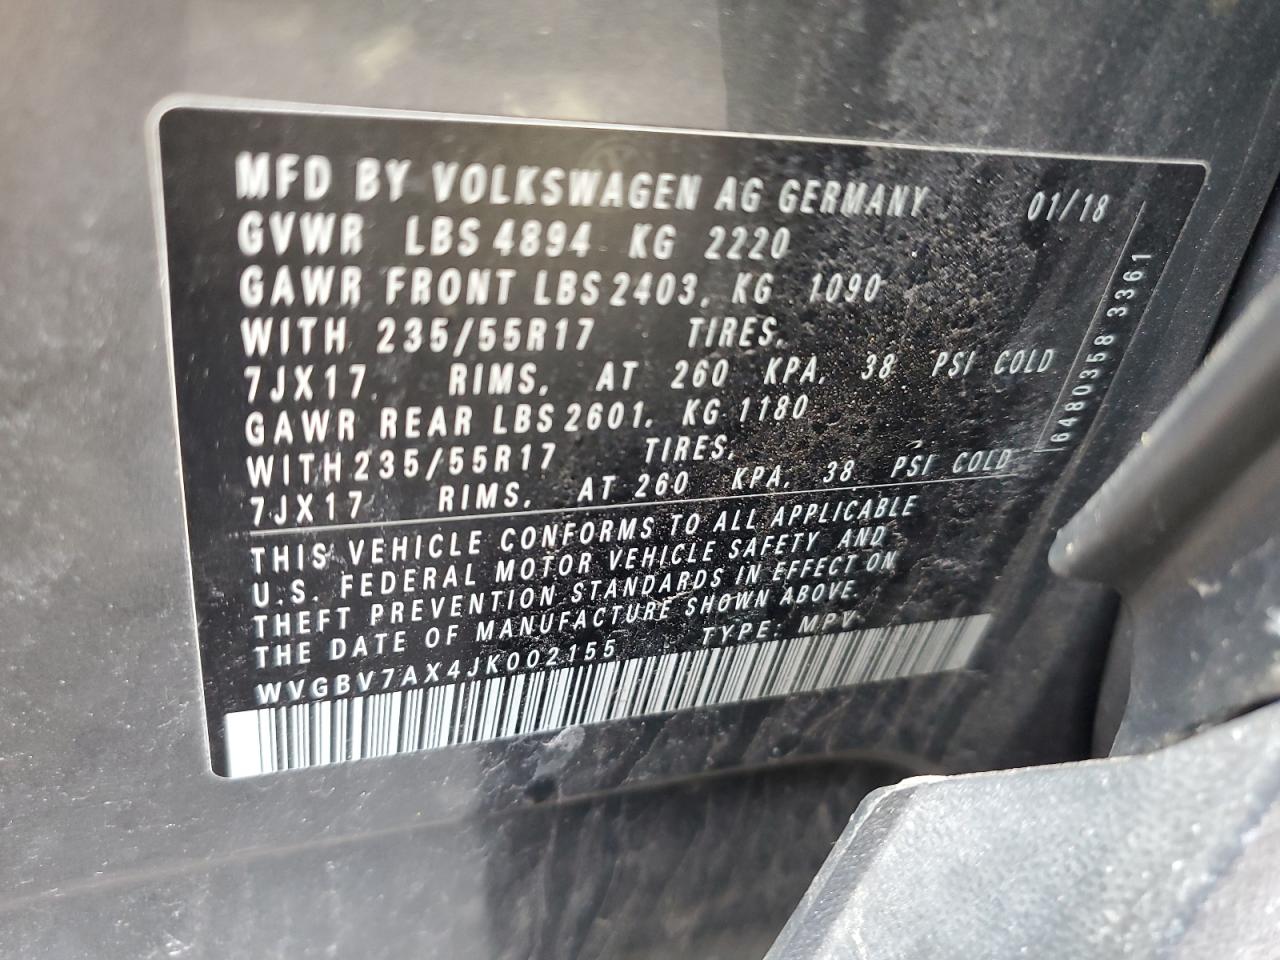 MFD BY VOLKSWAGEN AG GERMANY 01/18
GVWR LBS 4894 KG 2220
GAWR FRONT LBS 2403, KG 1090
WITH 235/55R17 TIRES,
7JX17 RIMS, AT 260 KPA, 38 PSI COLD
GAWR REAR LBS 2601, KG 1180
WITH 235/55R17 TIRES,
7JX17 RIMS, AT 260 KPA, 38 PSI COLD
THIS VEHICLE CONFORMS TO ALL APPLICABLE
U.S. FEDERAL MOTOR VEHICLE SAFETY AND
THEFT PREVENTION STANDARDS IN EFFECT ON
THE DATE OF MANUFACTURE SHOWN ABOVE.
WVGBV7AX4JK002155 TYPE: MPV
6480358 3361